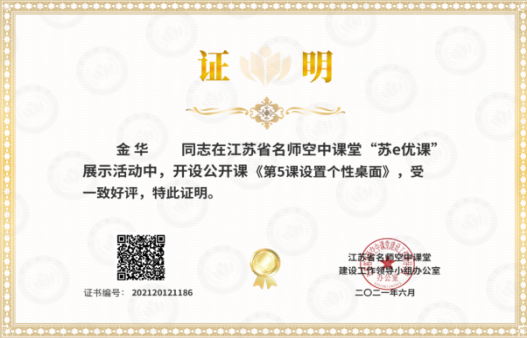 证 明
金 华 同志在江苏省名师空中课堂“苏e优课”
展示活动中，开设公开课《第5课设置个性桌面》，受
一致好评，特此证明。
江苏省名师空中课堂
建设工作领导小组办公室
证书编号： 202120121186
二〇二一年六月